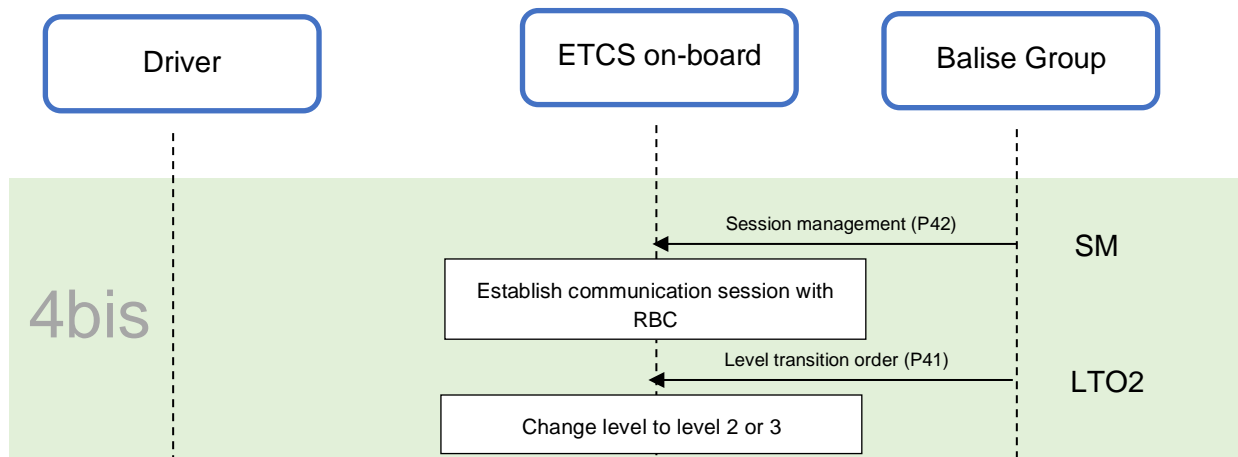 Driver
ETCS on-board
Balise Group
Session management (P42)
SM
Establish communication session with
RBC
4bis
Level transition order (P41)
LTO2
Change level to level 2 or 3